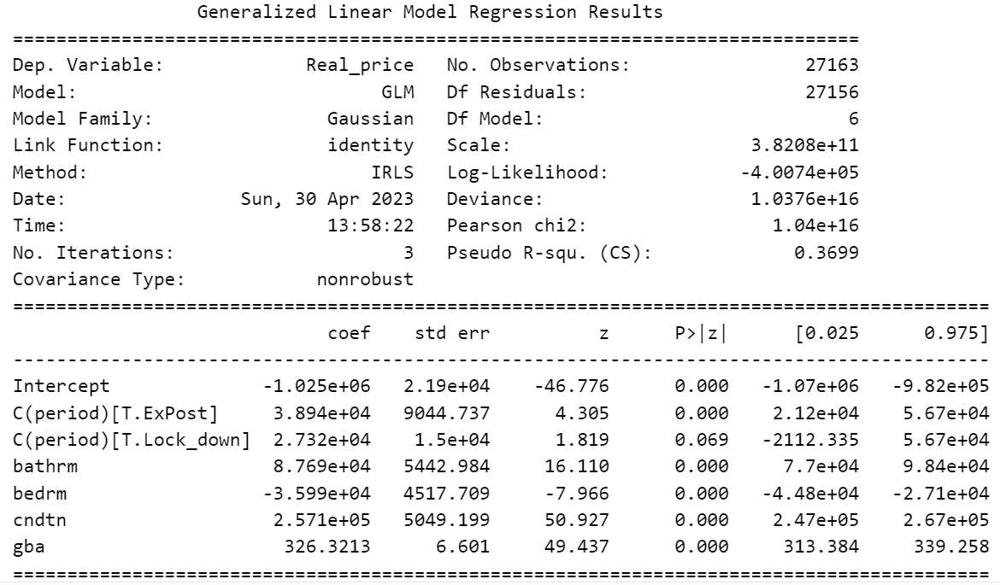 Generalized Linear Model Regression Results
==============================================================================
Dep. Variable: Real_price No. Observations: 27163
Model: GLM Df Residuals: 27156
Model Family: Gaussian Df Model: 6
Link Function: identity Scale: 3.8208e+11
Method: IRLS Log-Likelihood: -4.0074e+05
Date: Sun, 30 Apr 2023 Deviance: 1.0376e+16
Time: 13:58:22 Pearson chi2: 1.04e+16
No. Iterations: 3 Pseudo R-squ. (CS): 0.3699
Covariance Type: nonrobust
==========================================================================================
coef std err z P>|z| [0.025 0.975]
------------------------------------------------------------------------------------------
Intercept -1.025e+06 2.19e+04 -46.776 0.000 -1.07e+06 -9.82e+05
C(period)[T.ExPost] 3.894e+04 9044.737 4.305 0.000 2.12e+04 5.67e+04
C(period)[T.Lock_down] 2.732e+04 1.5e+04 1.819 0.069 -2112.335 5.67e+04
bathrm 8.769e+04 5442.984 16.110 0.000 7.7e+04 9.84e+04
bedrm -3.599e+04 4517.709 -7.966 0.000 -4.48e+04 -2.71e+04
cndtn 2.571e+05 5049.199 50.927 0.000 2.47e+05 2.67e+05
gba 326.3213 6.601 49.437 0.000 313.384 339.258
==========================================================================================